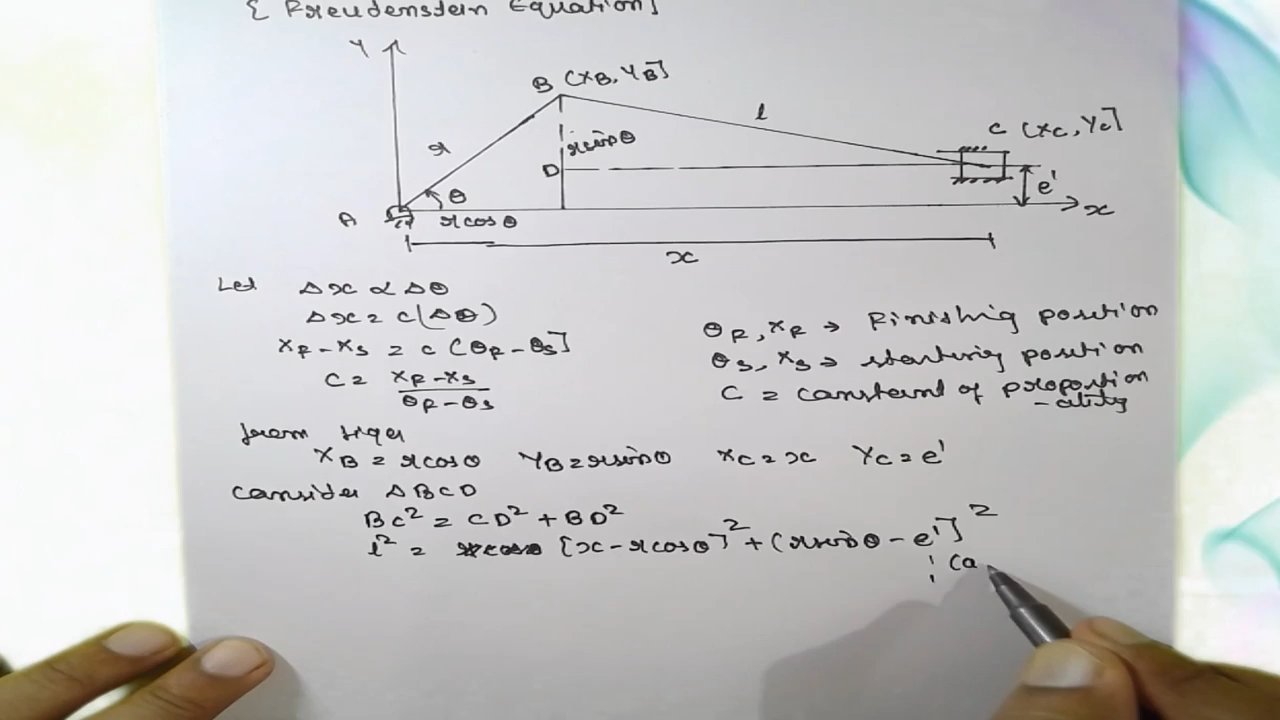 [ Freudenstein Equation]
Y
B (XB, YB]
l
C [XC, YC]
r
r sin θ
D
θ
e'
A
r cos θ
x
x
Let Δx ∝ Δθ
Δx = C(Δθ)
XF - XS = C (θF - θS]
C = XF - XS / θF - θS
θF, XF → Finishing position
θS, XS → starting position
C = constant of proportion
- ality
from
XB = r cos θ YB = r sin θ XC = x YC = e'
Consider ΔBCD
BC² = CD² + BD²
l² = [x - r cos θ]² + (r sin θ - e']²
(a